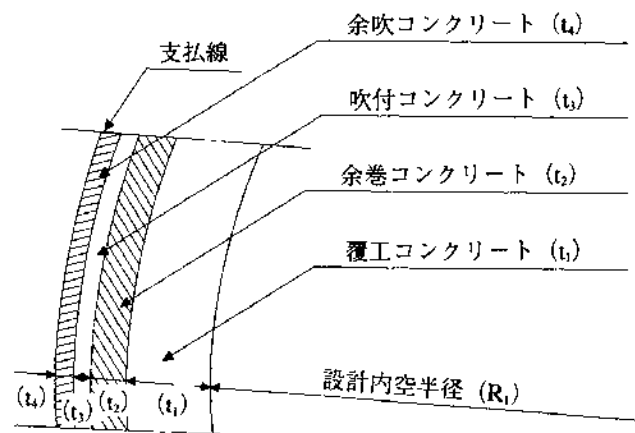 余吹コンクリート (t₄)
支払線
吹付コンクリート (t₃)
余巻コンクリート (t₂)
覆工コンクリート (t₁)
設計内空半径 (R₁)
(t₄) (t₃) (t₂) (t₁)